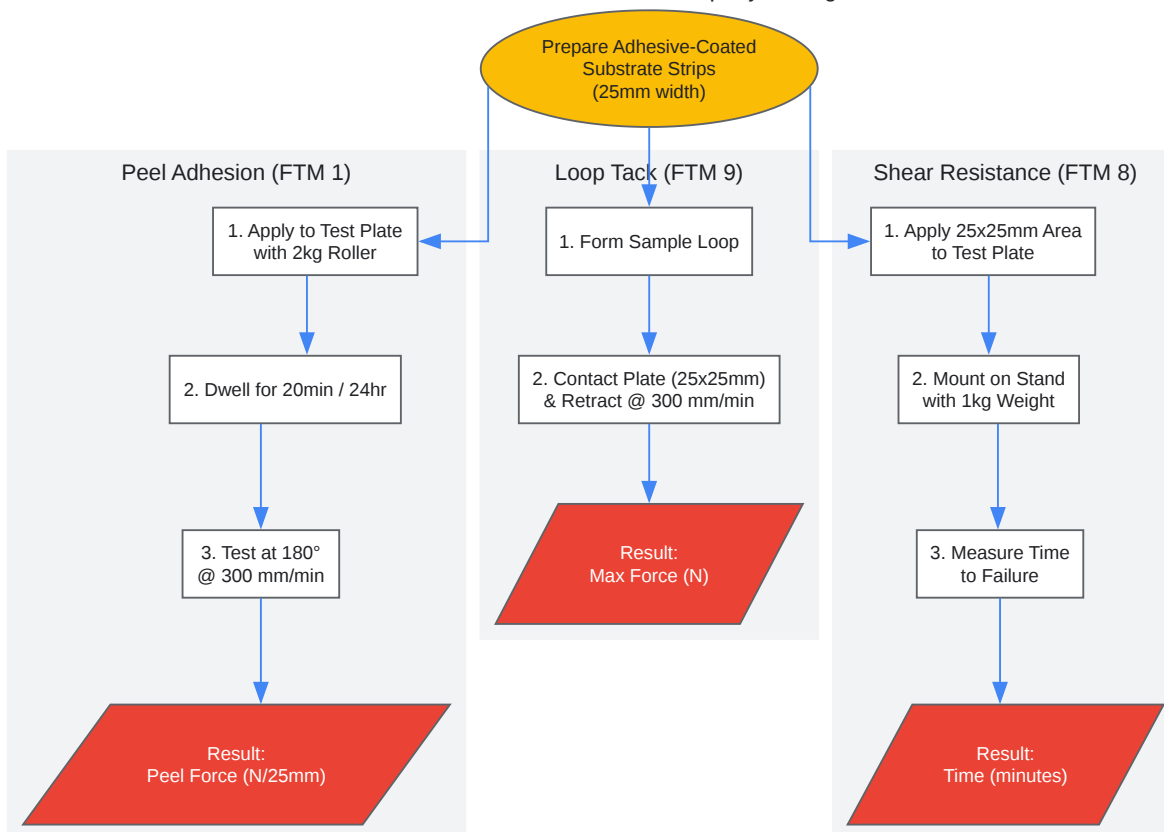 Prepare Adhesive-Coated
Substrate Strips
(25mm width)
Peel Adhesion (FTM 1)
1. Apply to Test Plate
with 2kg Roller
2. Dwell for 20min / 24hr
3. Test at 180°
@ 300 mm/min
Result:
Peel Force (N/25mm)
Loop Tack (FTM 9)
1. Form Sample Loop
2. Contact Plate (25x25mm)
& Retract @ 300 mm/min
Result:
Max Force (N)
Shear Resistance (FTM 8)
1. Apply 25x25mm Area
to Test Plate
2. Mount on Stand
with 1kg Weight
3. Measure Time
to Failure
Result:
Time (minutes)